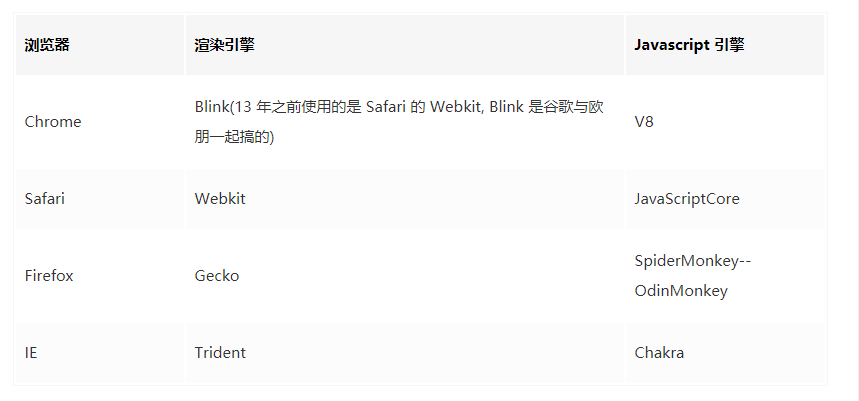 浏览器 渲染引擎 Javascript 引擎
Chrome Blink(13 年之前使用的是 Safari 的 Webkit, Blink 是谷歌与欧
朋一起搞的) V8
Safari Webkit JavaScriptCore
Firefox Gecko SpiderMonkey--
OdinMonkey
IE Trident Chakra